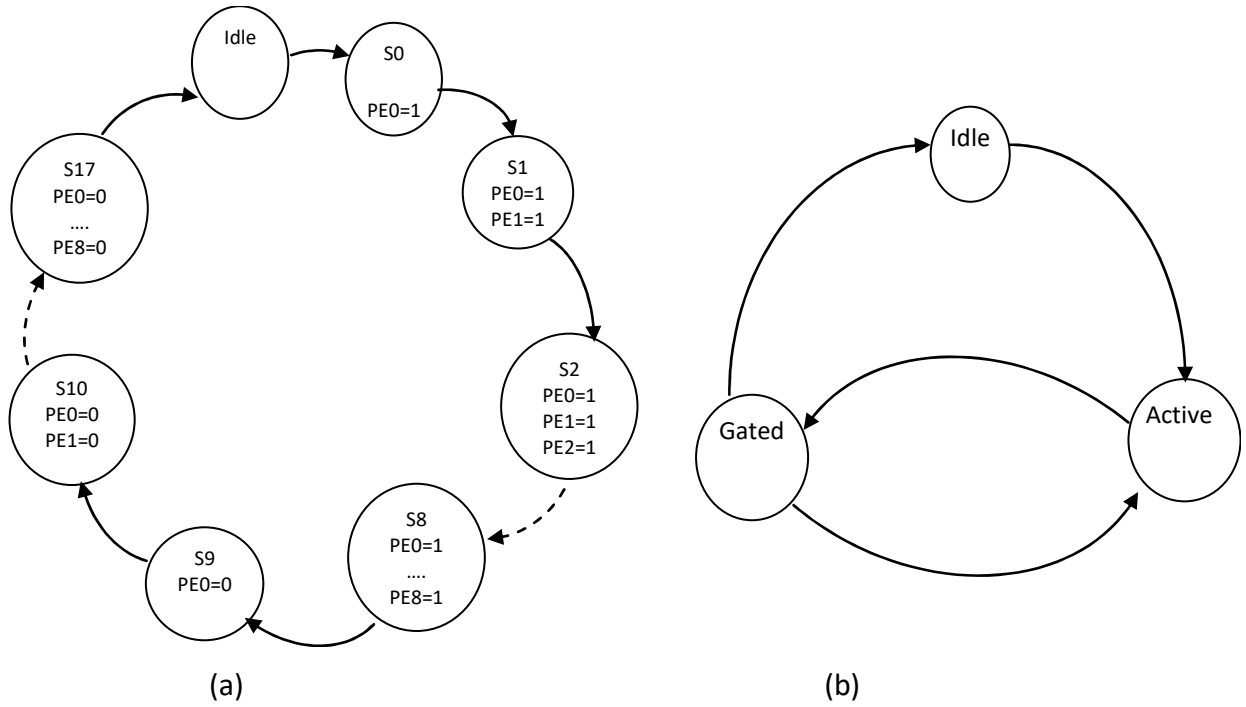 Idle
S0
PE0=1
S1
PE0=1
PE1=1
S2
PE0=1
PE1=1
PE2=1
S8
PE0=1
....
PE8=1
S9
PE0=0
S10
PE0=0
PE1=0
S17
PE0=0
....
PE8=0
(a)
Idle
Active
Gated
(b)